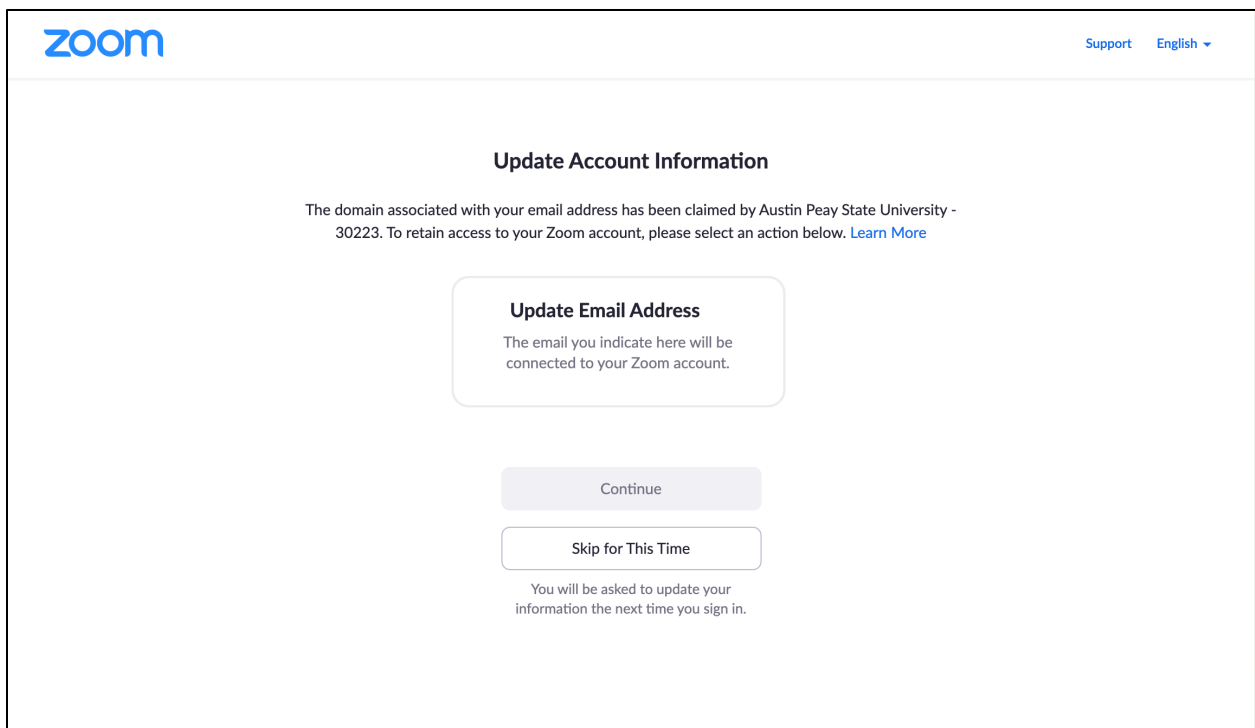 zoom
Support English
Update Account Information
The domain associated with your email address has been claimed by Austin Peay State University -
30223. To retain access to your Zoom account, please select an action below. Learn More
Update Email Address
The email you indicate here will be
connected to your Zoom account.
Continue
Skip for This Time
You will be asked to update your
information the next time you sign in.